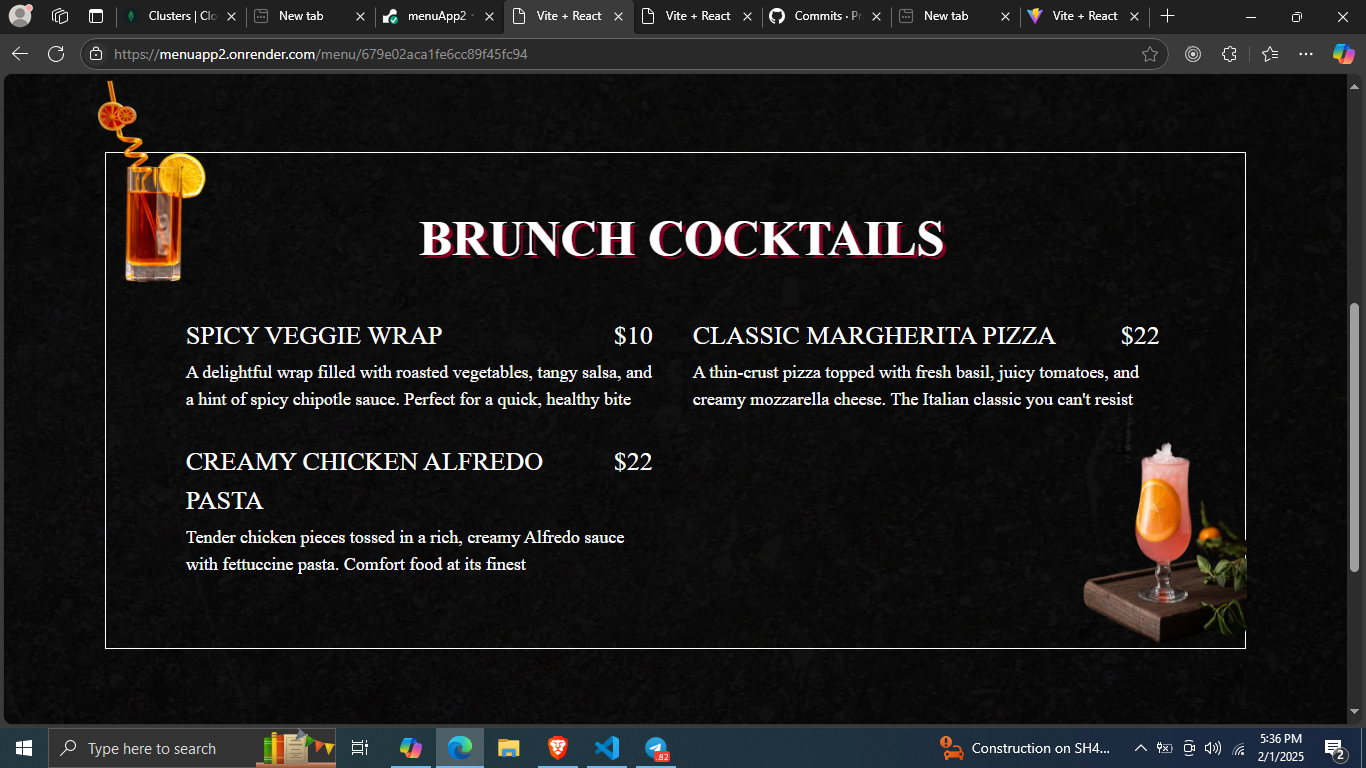 Clusters | Clo
New tab
menuApp2
Vite + React
Vite + React
Commits · Pr
New tab
Vite + React
https://menuapp2.onrender.com/menu/679e02aca1fe6cc89f45fc94
BRUNCH COCKTAILS
SPICY VEGGIE WRAP $10
A delightful wrap filled with roasted vegetables, tangy salsa, and
a hint of spicy chipotle sauce. Perfect for a quick, healthy bite
CLASSIC MARGHERITA PIZZA $22
A thin-crust pizza topped with fresh basil, juicy tomatoes, and
creamy mozzarella cheese. The Italian classic you can't resist
CREAMY CHICKEN ALFREDO $22
PASTA
Tender chicken pieces tossed in a rich, creamy Alfredo sauce
with fettuccine pasta. Comfort food at its finest
Type here to search
82
Construction on SH4...
5:36 PM
2/1/2025
2